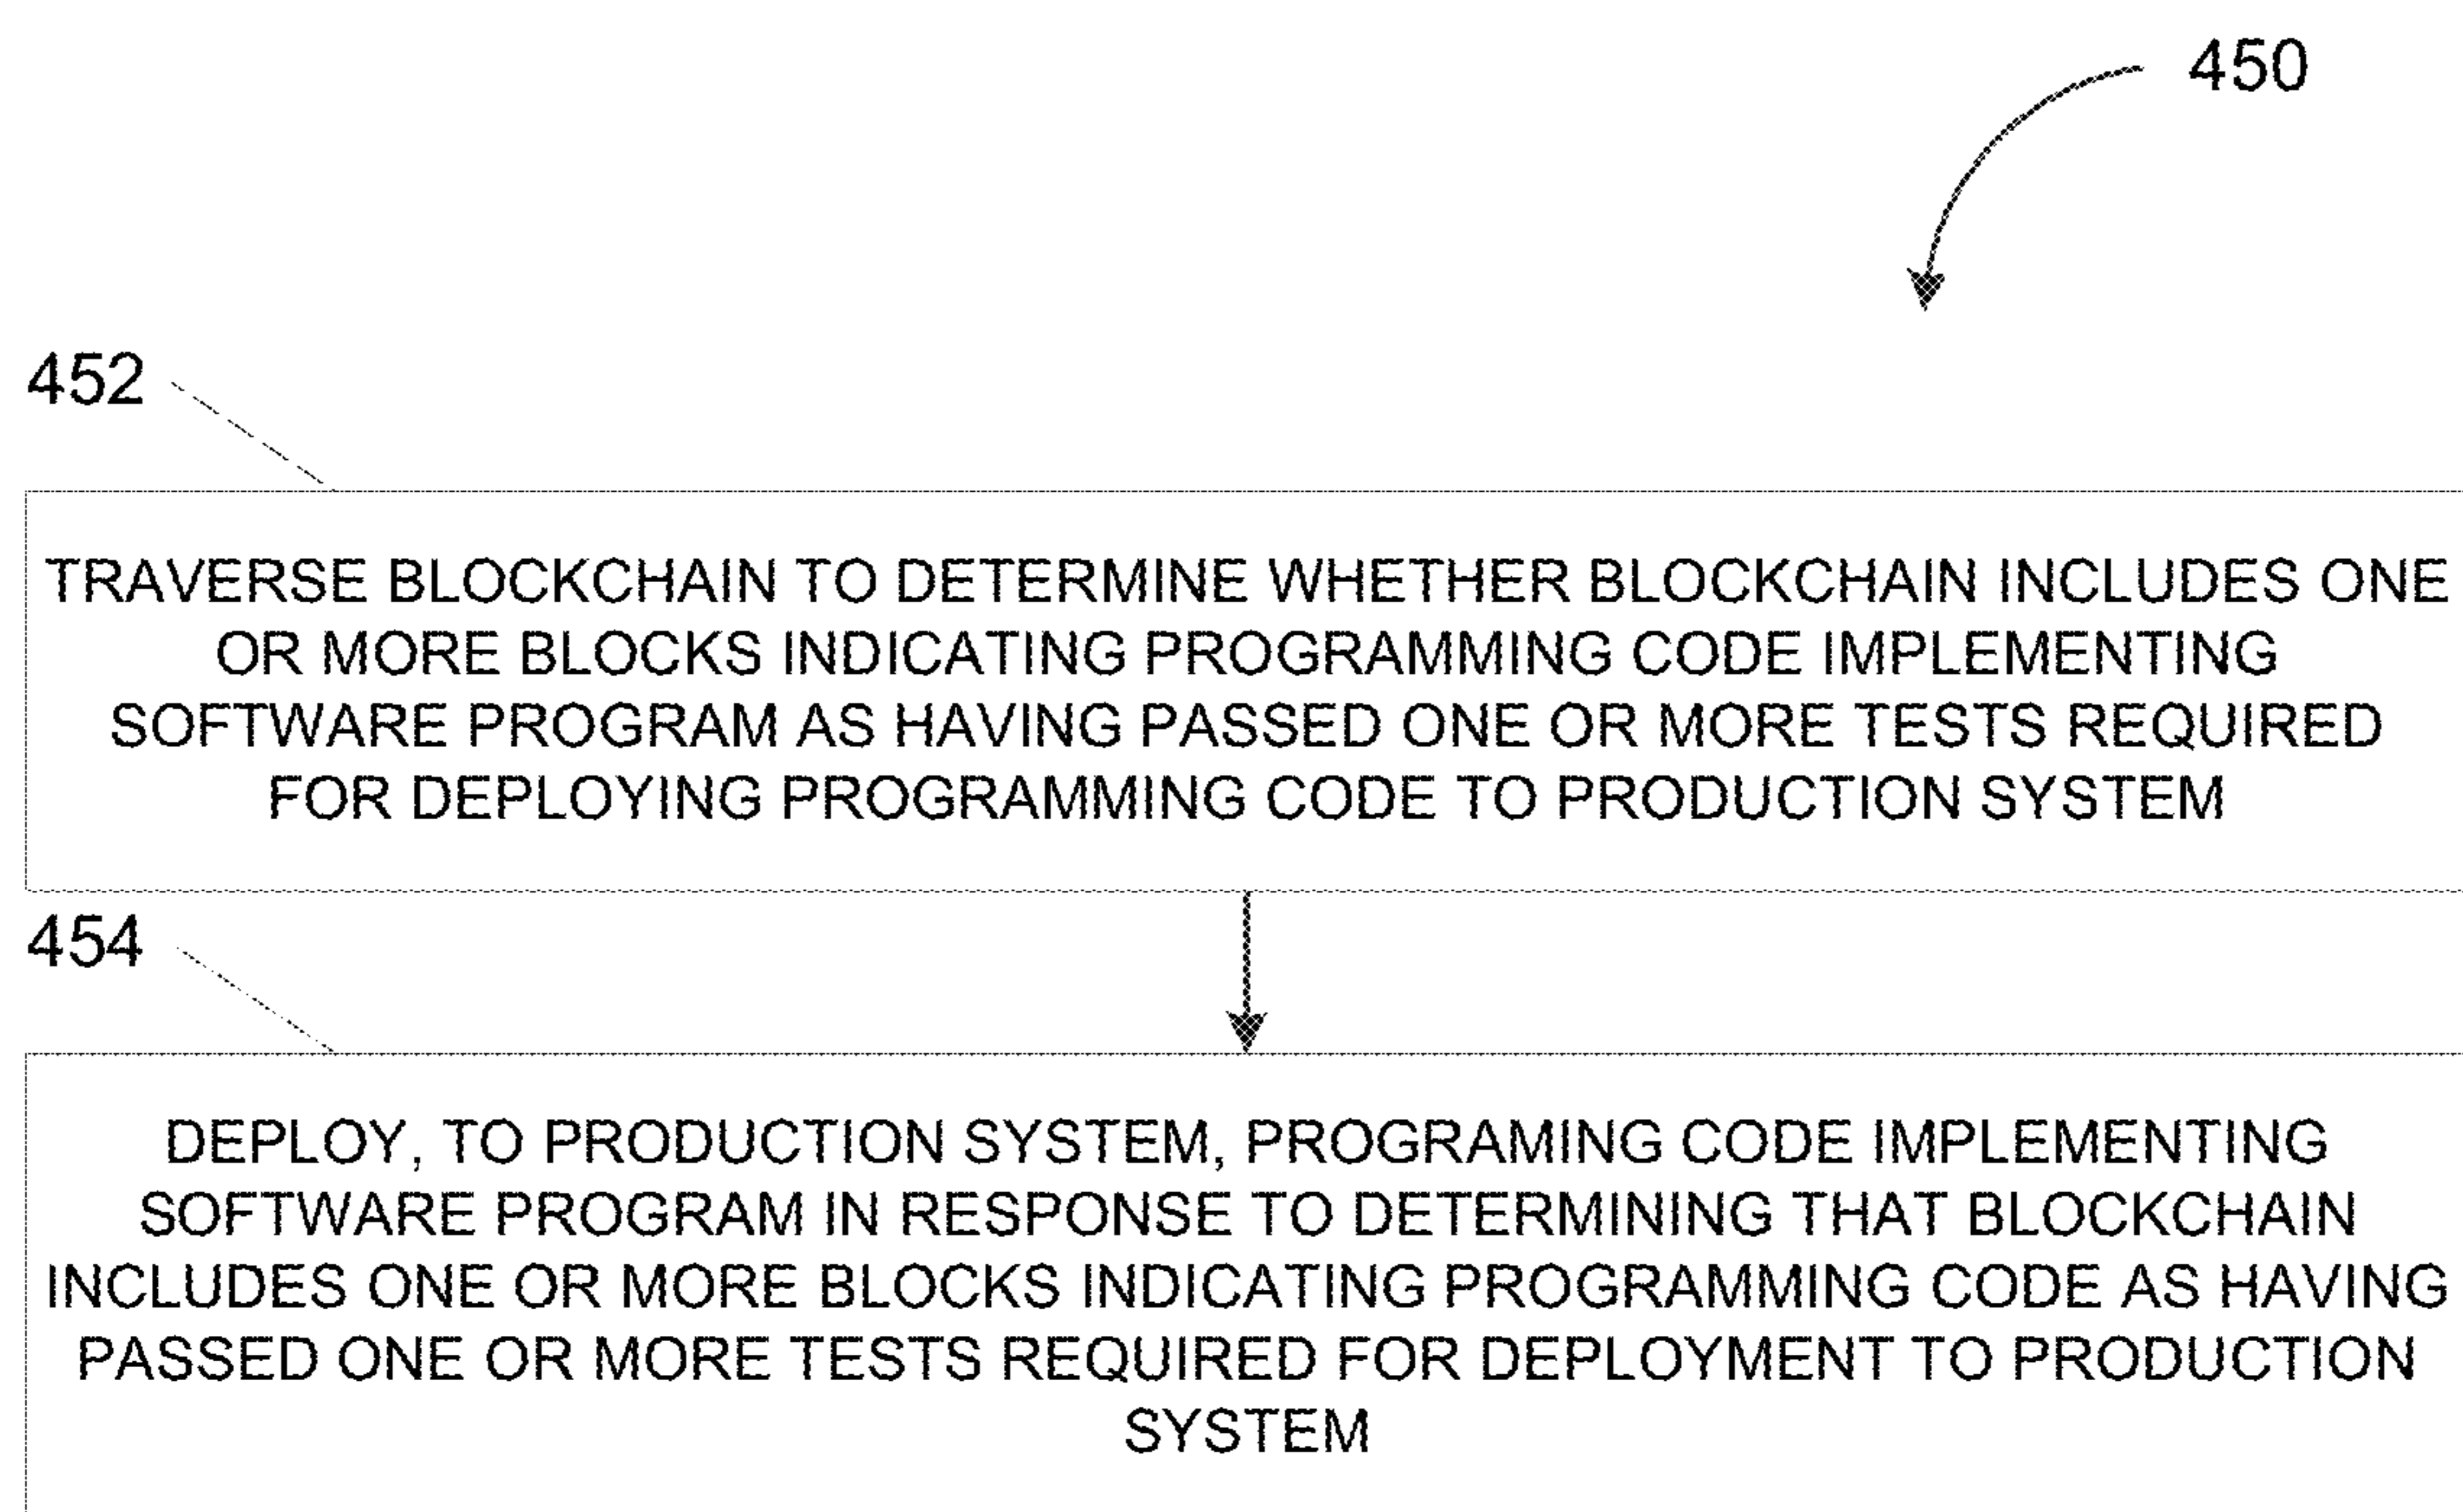 450
452
TRAVERSE BLOCKCHAIN TO DETERMINE WHETHER BLOCKCHAIN INCLUDES ONE
OR MORE BLOCKS INDICATING PROGRAMMING CODE IMPLEMENTING
SOFTWARE PROGRAM AS HAVING PASSED ONE OR MORE TESTS REQUIRED
FOR DEPLOYING PROGRAMMING CODE TO PRODUCTION SYSTEM
454
DEPLOY, TO PRODUCTION SYSTEM, PROGRAMING CODE IMPLEMENTING
SOFTWARE PROGRAM IN RESPONSE TO DETERMINING THAT BLOCKCHAIN
INCLUDES ONE OR MORE BLOCKS INDICATING PROGRAMMING CODE AS HAVING
PASSED ONE OR MORE TESTS REQUIRED FOR DEPLOYMENT TO PRODUCTION
SYSTEM